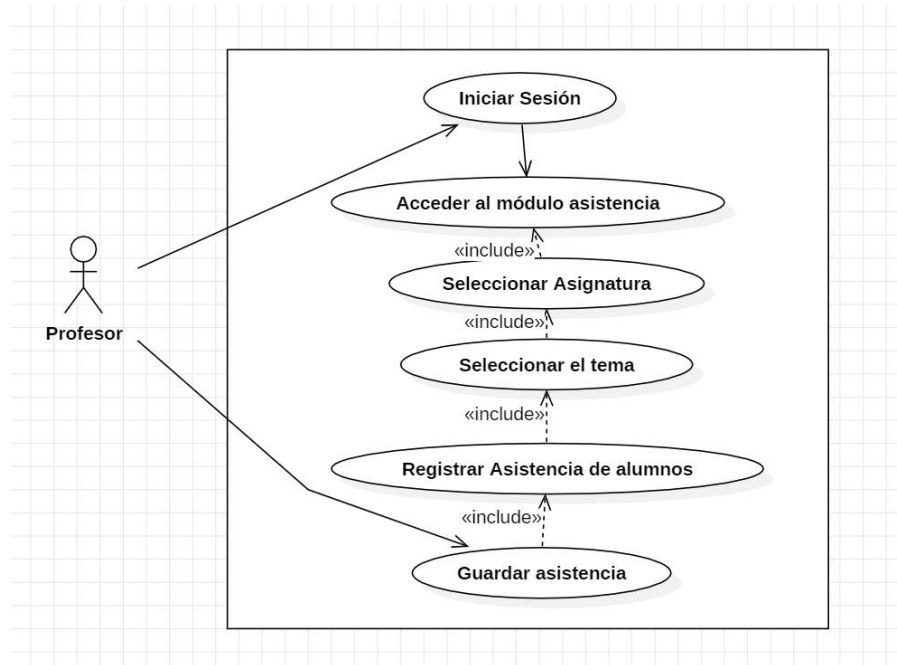 Iniciar Sesión
Acceder al módulo asistencia
«include»
Seleccionar Asignatura
«include»
Profesor
Seleccionar el tema
«include»
Registrar Asistencia de alumnos
«include»
Guardar asistencia